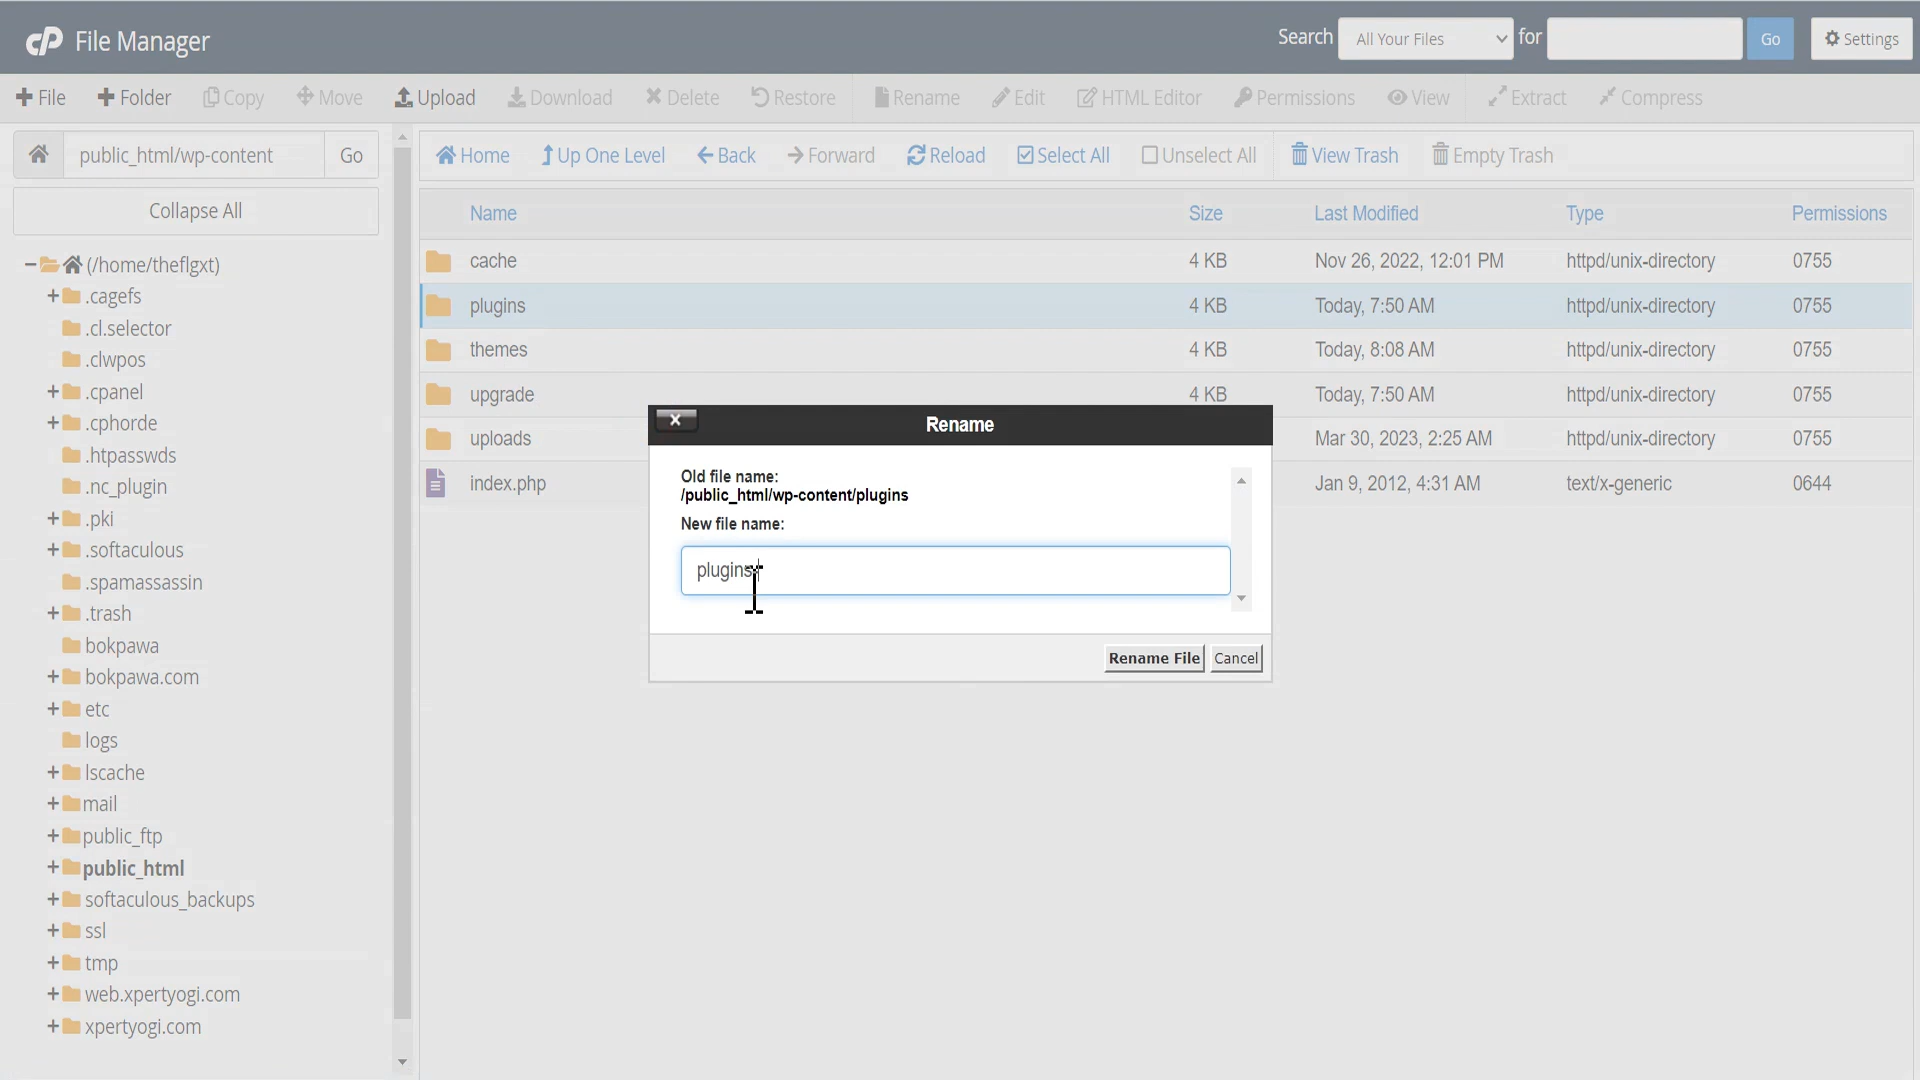 cP File Manager
Search All Your Files for Go Settings
File Folder Copy Move Upload Download Delete Restore Rename Edit HTML Editor Permissions View Extract Compress
public_html/wp-content Go
Home Up One Level Back Forward Reload Select All Unselect All View Trash Empty Trash
Collapse All
(/home/theflgxt)
.cagefs
.cl.selector
.clwpos
.cpanel
.cphorde
.htpasswds
.nc_plugin
.pki
.softaculous
.spamassassin
.trash
bokpawa
bokpawa.com
etc
logs
lscache
mail
public_ftp
public_html
softaculous_backups
ssl
tmp
web.xpertyogi.com
xpertyogi.com
Name Size Last Modified Type Permissions
cache 4 KB Nov 26, 2022, 12:01 PM httpd/unix-directory 0755
plugins 4 KB Today, 7:50 AM httpd/unix-directory 0755
themes 4 KB Today, 8:08 AM httpd/unix-directory 0755
upgrade 4 KB Today, 7:50 AM httpd/unix-directory 0755
uploads Mar 30, 2023, 2:25 AM httpd/unix-directory 0755
index.php Jan 9, 2012, 4:31 AM text/x-generic 0644
Rename
Old file name:
/public_html/wp-content/plugins
New file name:
plugins
Rename File Cancel